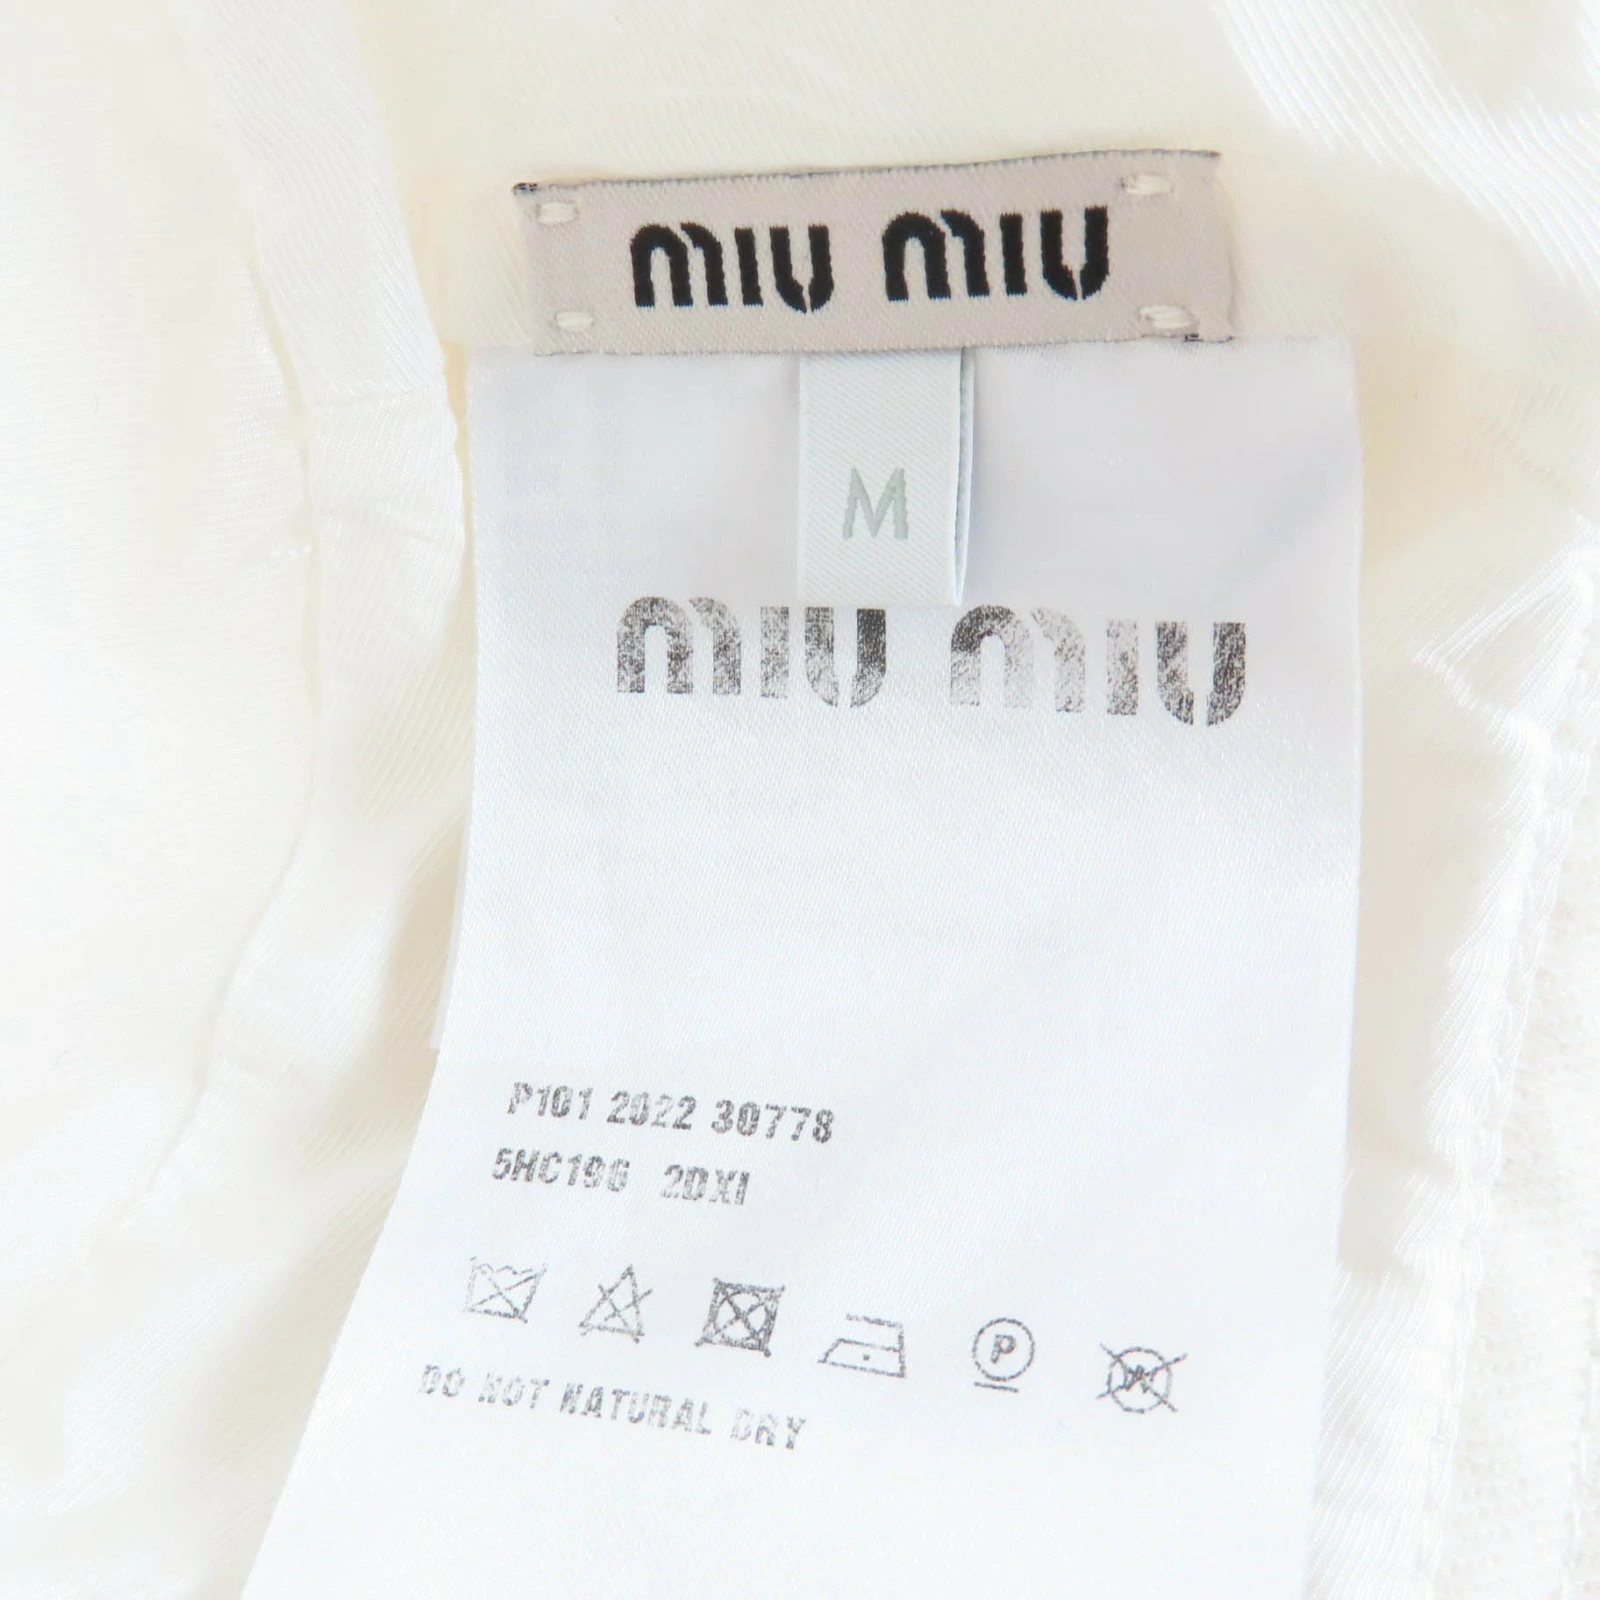 MIU MIU
M
MIU MIU
P101 2022 30778
5HC196 2DXI
P
W
DO NOT NATURAL DRY